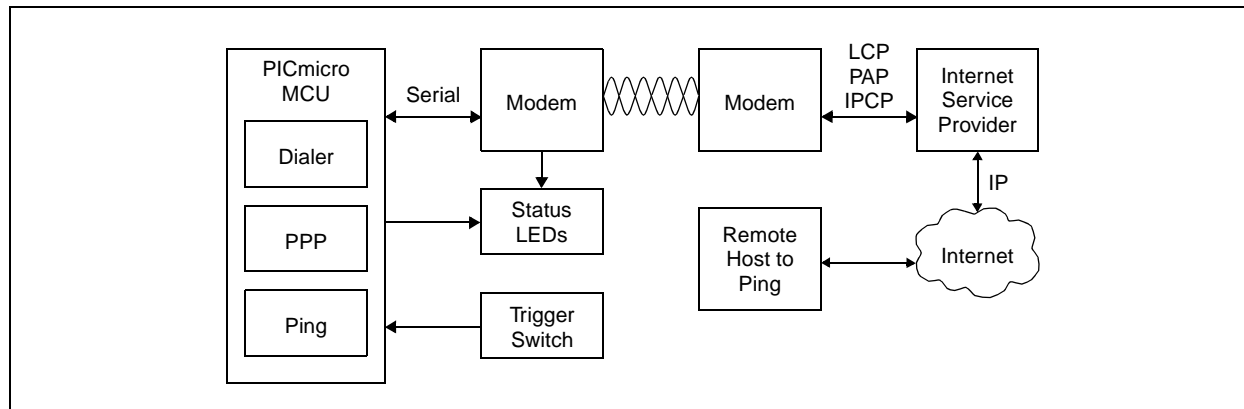 PICmicro
MCU
Dialer
PPP
Ping
Serial
Modem
Status
LEDs
Trigger
Switch
Modem
LCP
PAP
IPCP
Internet
Service
Provider
IP
Internet
Remote
Host to
Ping